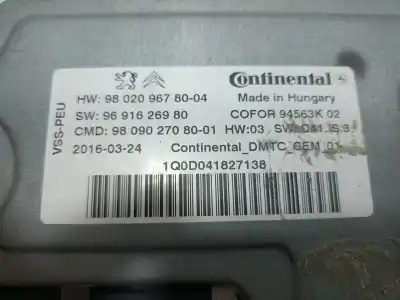 Continental
HW: 98 020 967 80-04
Made in Hungary
SW: 96 916 269 80
COFOR 94563K 02
CMD: 98 090 270 80-01 HW:03
VSS-PEU
2016-03-24
Continental_DMTC_GEM_01
1Q0D041827138